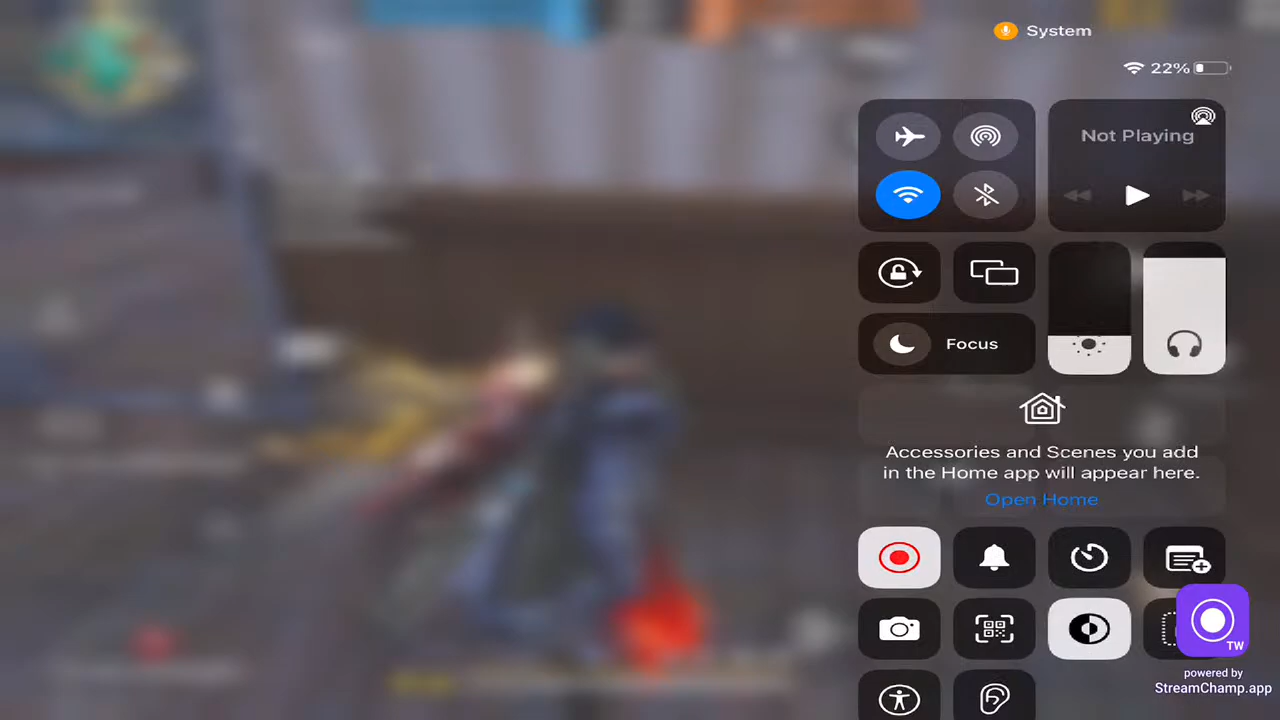 System
22%
Not Playing
Focus
Accessories and Scenes you add
in the Home app will appear here.
Open Home
TW
powered by
StreamChamp.app